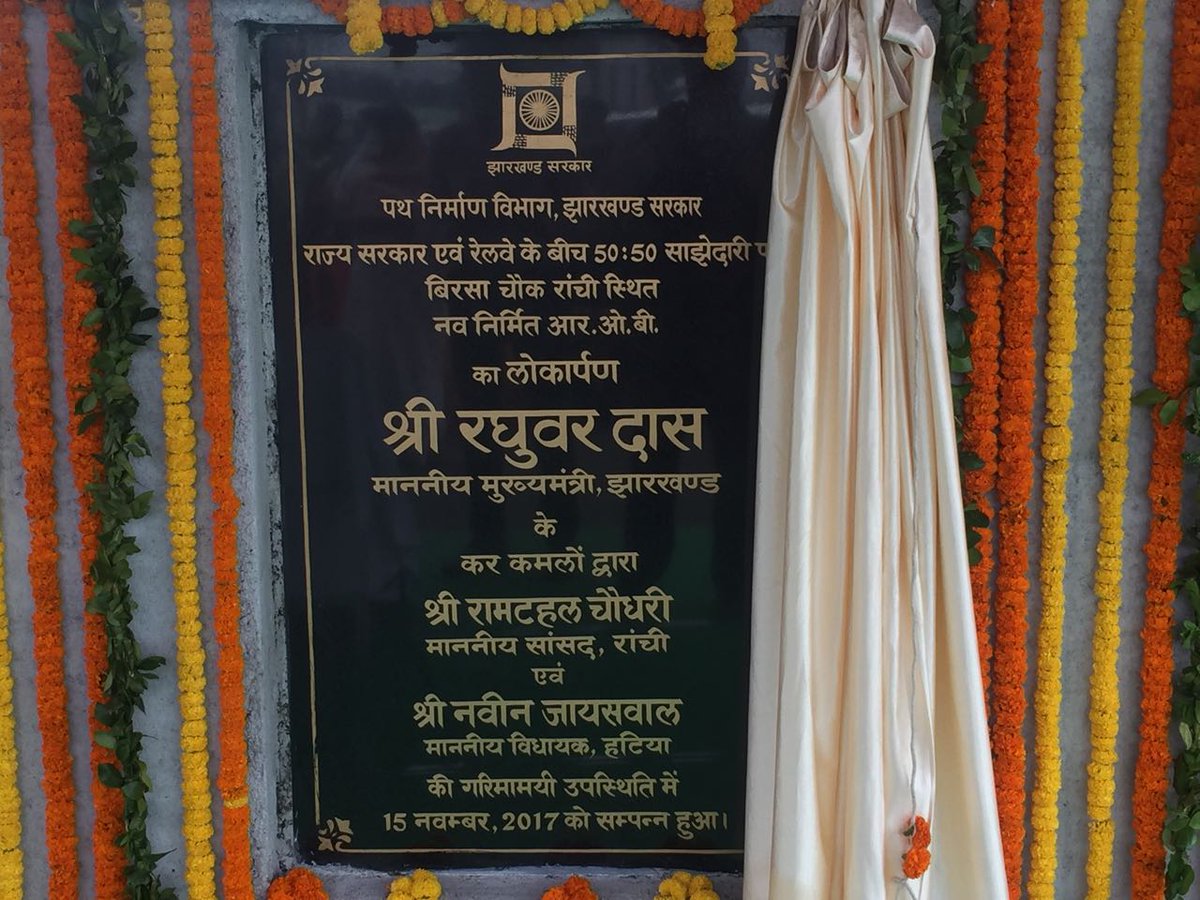 झारखण्ड सरकार
पथ निर्माण विभाग, झारखण्ड सरकार
राज्य सरकार एवं रेलवे के बीच 50:50 साझेदारी
बिरसा चौक रांची स्थित
नव निर्मित आर.ओ.बी.
का लोकार्पण
श्री रघुवर दास
माननीय मुख्यमंत्री, झारखण्ड
के
कर कमलों द्वारा
श्री रामटहल चौधरी
माननीय सांसद, रांची
एवं
श्री नवीन जायसवाल
माननीय विधायक, हटिया
की गरिमामयी उपस्थिति में
15 नवम्बर, 2017 को सम्पन्न हुआ।